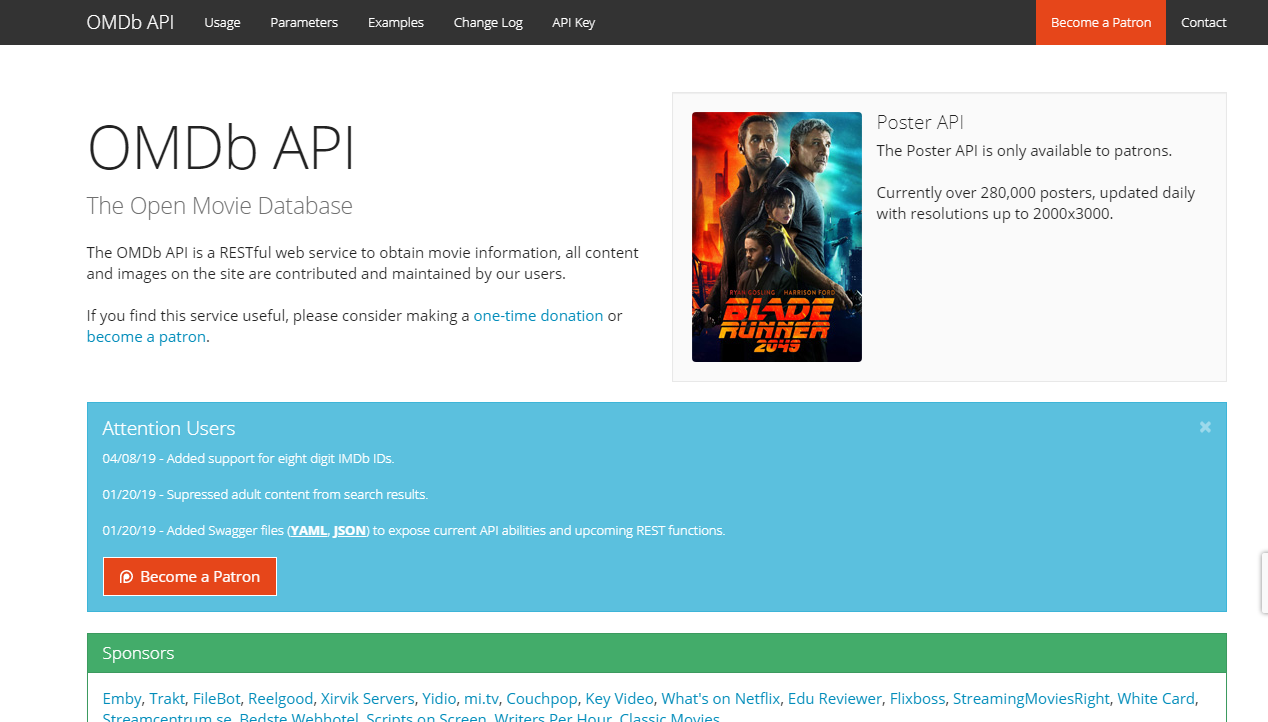 OMDb API
Usage
Parameters
Examples
Change Log
API Key
Become a Patron
Contact
OMDb API
The Open Movie Database
The OMDb API is a RESTful web service to obtain movie information, all content
and images on the site are contributed and maintained by our users.
If you find this service useful, please consider making a one-time donation or
become a patron.
RYAN GOSLING HARRISON FORD
BLADE
RUNNER
2049
Poster API
The Poster API is only available to patrons.
Currently over 280,000 posters, updated daily
with resolutions up to 2000x3000.
Attention Users
04/08/19 - Added support for eight digit IMDb IDs.
01/20/19 - Supressed adult content from search results.
01/20/19 - Added Swagger files (YAML, JSON) to expose current API abilities and upcoming REST functions.
Become a Patron
Sponsors
Emby, Trakt, FileBot, Reelgood, Xirvik Servers, Yidio, mi.tv, Couchpop, Key Video, What's on Netflix, Edu Reviewer, Flixboss, StreamingMoviesRight, White Card,
Streamcentrum.se, Bedste Webhotel, Scripts on Screen, Writers Per Hour, Classic Movies